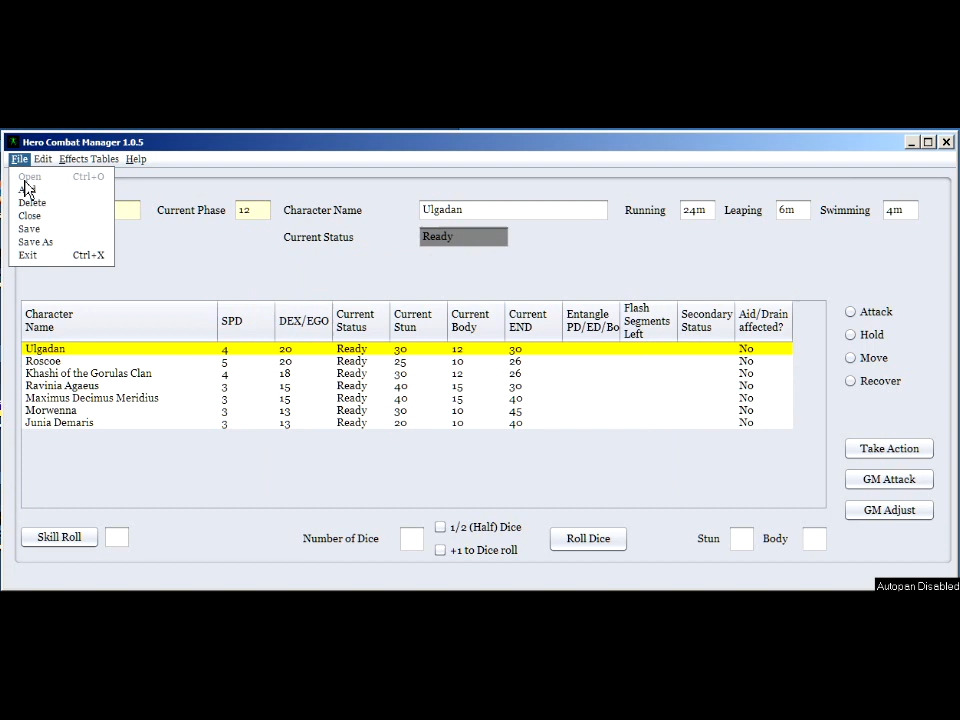 Hero Combat Manager 1.0.5
File Edit Effects Tables Help
Open Ctrl+O
Delete
Close
Save
Save As
Exit Ctrl+X
Current Phase 12 Character Name Ulgadan Running 24m Leaping 6m Swimming 4m
Current Status Ready
Character Name SPD DEX/EGO Current Status Current Stun Current Body Current END Entangle PD/ED/Bo Flash Segments Left Secondary Status Aid/Drain affected?
Ulgadan 4 20 Ready 30 12 30 No
Roscoe 5 20 Ready 25 10 26 No
Khashi of the Gorulas Clan 4 18 Ready 30 12 26 No
Ravinia Agaeus 3 15 Ready 40 15 30 No
Maximus Decimus Meridius 3 15 Ready 40 15 40 No
Morwenna 3 13 Ready 30 10 45 No
Junia Demaris 3 13 Ready 20 10 40 No
Attack
Hold
Move
Recover
Take Action
GM Attack
GM Adjust
Skill Roll Number of Dice 1/2 (Half) Dice Roll Dice Stun Body
+1 to Dice roll
Autopan Disabled